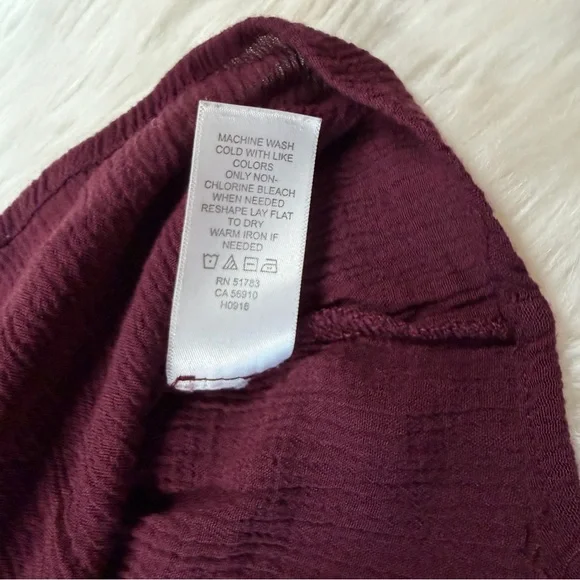 MACHINE WASH
COLD WITH LIKE
COLORS
ONLY NON-
CHLORINE BLEACH
WHEN NEEDED
RESHAPE LAY FLAT
TO DRY
WARM IRON IF
NEEDED
RN 51783
CA 56910
H0916